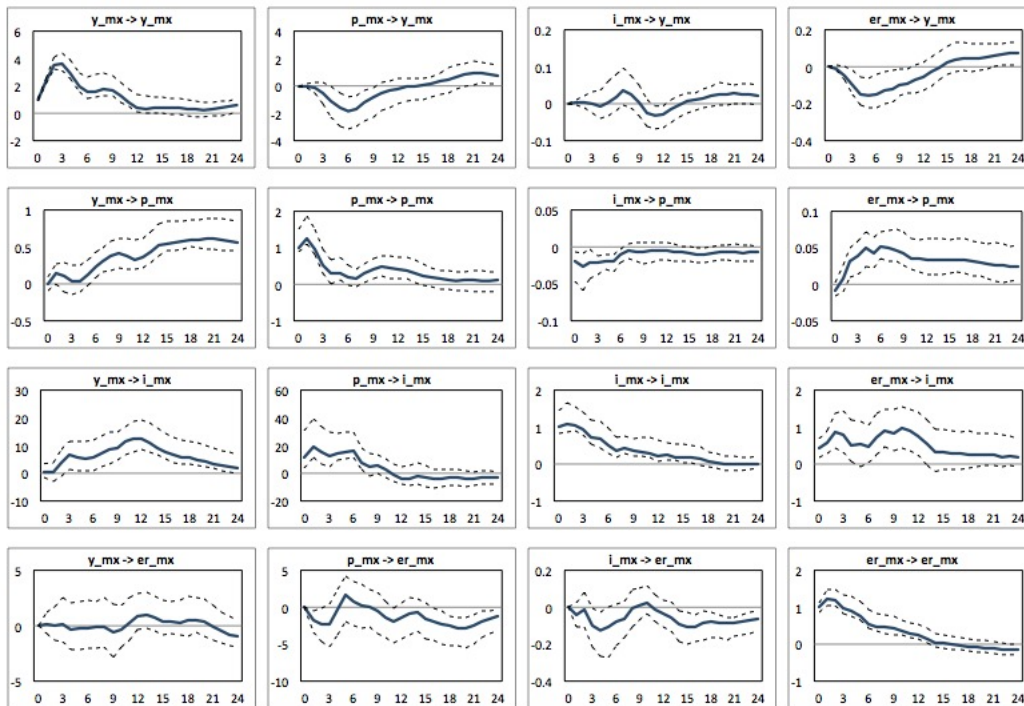 y_mx -> y_mx
6
4
2
0
-2
0 3 6 9 12 15 18 21 24
p_mx -> y_mx
4
2
0
-2
-4
0 3 6 9 12 15 18 21 24
i_mx -> y_mx
0.2
0.1
0
-0.1
0 3 6 9 12 15 18 21 24
er_mx -> y_mx
0.2
0
-0.2
-0.4
0 3 6 9 12 15 18 21 24
y_mx -> p_mx
1
0.5
0
-0.5
0 3 6 9 12 15 18 21 24
p_mx -> p_mx
2
1
0
-1
0 3 6 9 12 15 18 21 24
i_mx -> p_mx
0.05
0
-0.05
-0.1
0 3 6 9 12 15 18 21 24
er_mx -> p_mx
0.1
0.05
0
-0.05
0 3 6 9 12 15 18 21 24
y_mx -> i_mx
30
20
10
0
-10
0 3 6 9 12 15 18 21 24
p_mx -> i_mx
60
40
20
0
-20
0 3 6 9 12 15 18 21 24
i_mx -> i_mx
2
1
0
-1
0 3 6 9 12 15 18 21 24
er_mx -> i_mx
2
1
0
-1
0 3 6 9 12 15 18 21 24
y_mx -> er_mx
5
0
-5
0 3 6 9 12 15 18 21 24
p_mx -> er_mx
5
0
-5
-10
0 3 6 9 12 15 18 21 24
i_mx -> er_mx
0.2
0
-0.2
-0.4
0 3 6 9 12 15 18 21 24
er_mx -> er_mx
2
1
0
-1
0 3 6 9 12 15 18 21 24